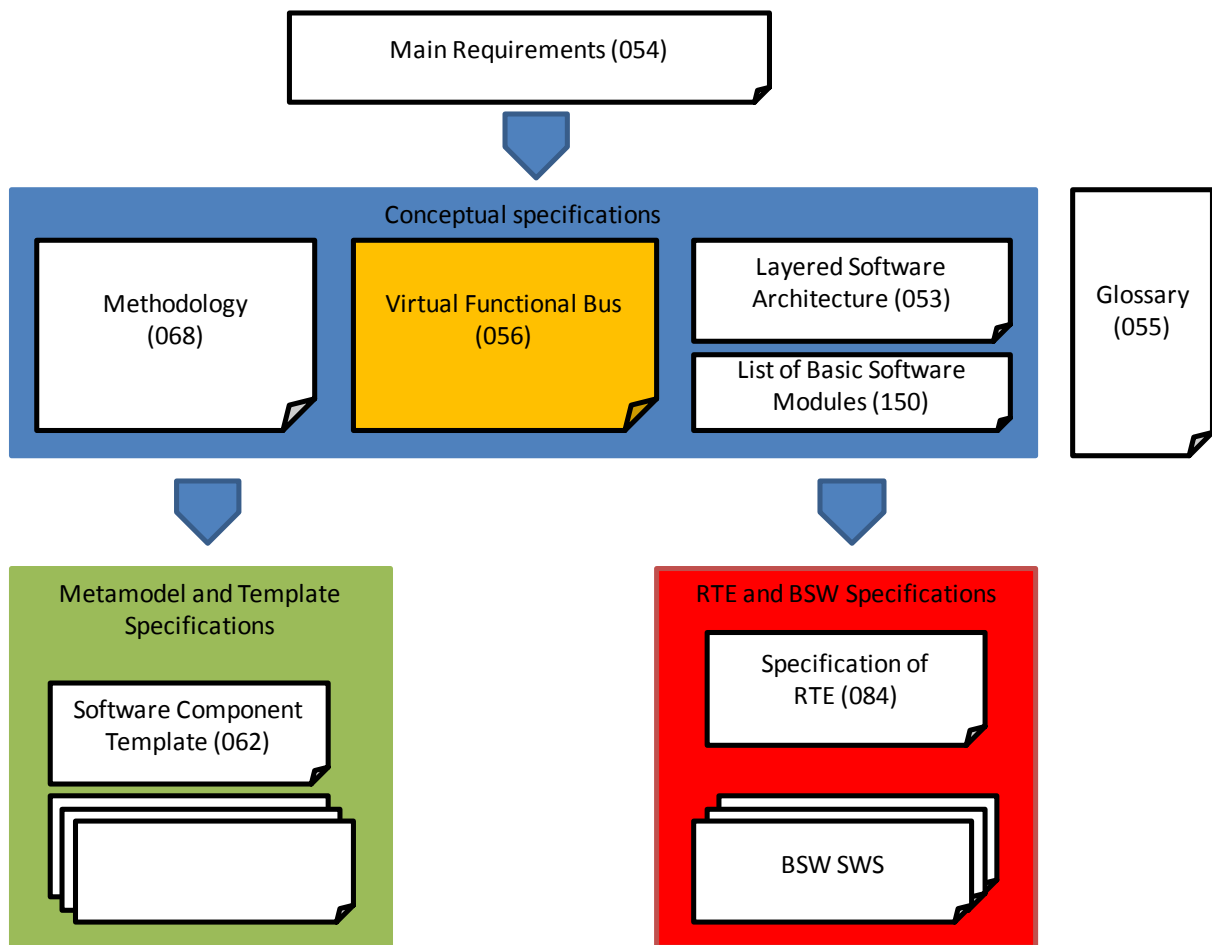 Main Requirements (054)
Conceptual specifications
Methodology
(068)
Virtual Functional Bus
(056)
Layered Software
Architecture (053)
List of Basic Software
Modules (150)
Glossary
(055)
Metamodel and Template
Specifications
Software Component
Template (062)
RTE and BSW Specifications
Specification of
RTE (084)
BSW SWS